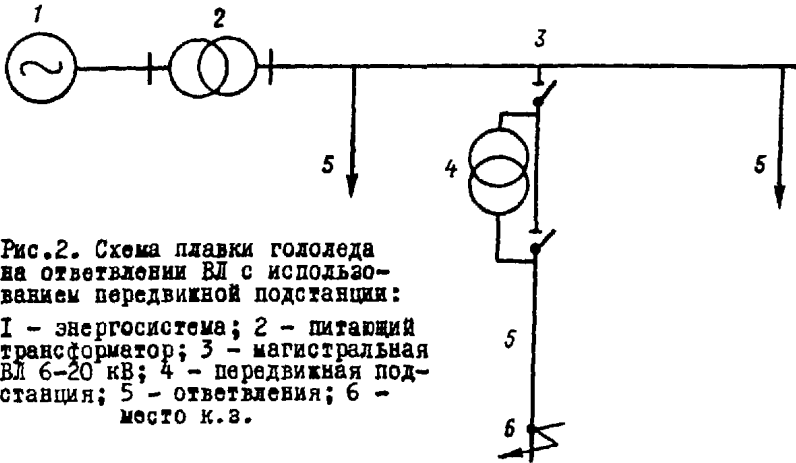 1
2
3
4
5
5
Рис.2. Схема плавки гололеда
на ответвлении ВЛ с использо-
ванием передвижной подстанции:
I - энергосистема; 2 - питающий
трансформатор; 3 - магистральная
ВЛ 6-20 кВ; 4 - передвижная под-
станция; 5 - ответвления; 6 -
место к.з.
5
6